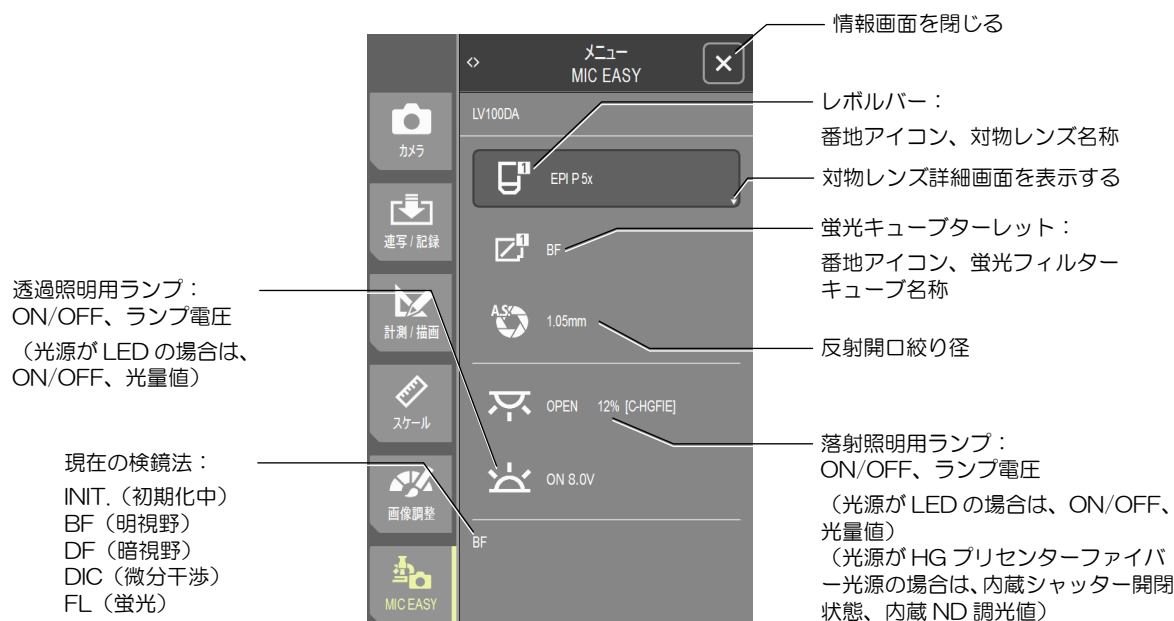 情報画面を閉じる
<>
メニュー
MIC EASY
LV100DA
レボルバー：
番地アイコン、対物レンズ名称
カメラ
1
EPI P 5x
対物レンズ詳細画面を表示する
連写 / 記録
1
BF
蛍光キューブターレット：
番地アイコン、蛍光フィルター
キューブ名称
透過照明用ランプ：
ON/OFF、ランプ電圧
（光源が LED の場合は、
ON/OFF、光量値）
計測 / 描画
A.S.
1.05mm
反射開口絞り径
スケール
OPEN 12% [C-HGFIE]
落射照明用ランプ：
ON/OFF、ランプ電圧
（光源が LED の場合は、ON/OFF、
光量値）
（光源が HG プリセンターファイバ
ー光源の場合は、内蔵シャッター開閉
状態、内蔵 ND 調光値）
現在の検鏡法：
INIT.（初期化中）
BF（明視野）
DF（暗視野）
DIC（微分干渉）
FL（蛍光）
画像調整
ON 8.0V
BF
MIC EASY